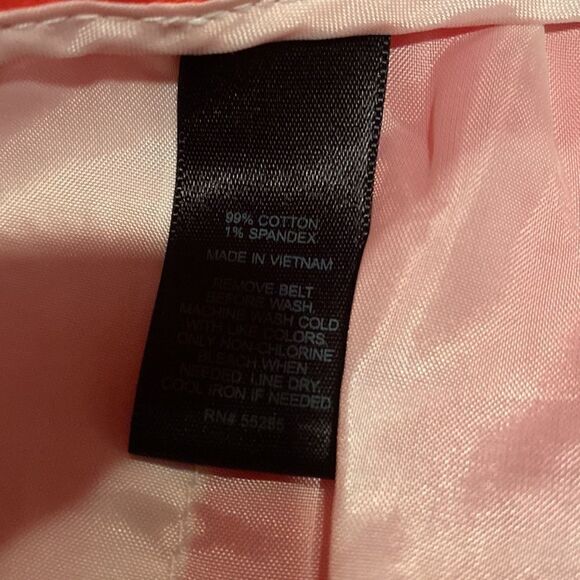 99% COTTON
1% SPANDEX
MADE IN VIETNAM
REMOVE BELT
BEFORE WASH.
MACHINE WASH COLD
WITH LIKE COLORS.
ONLY NON-CHLORINE
BLEACH WHEN
NEEDED. LINE DRY.
COOL IRON IF NEEDED
RN# 55285